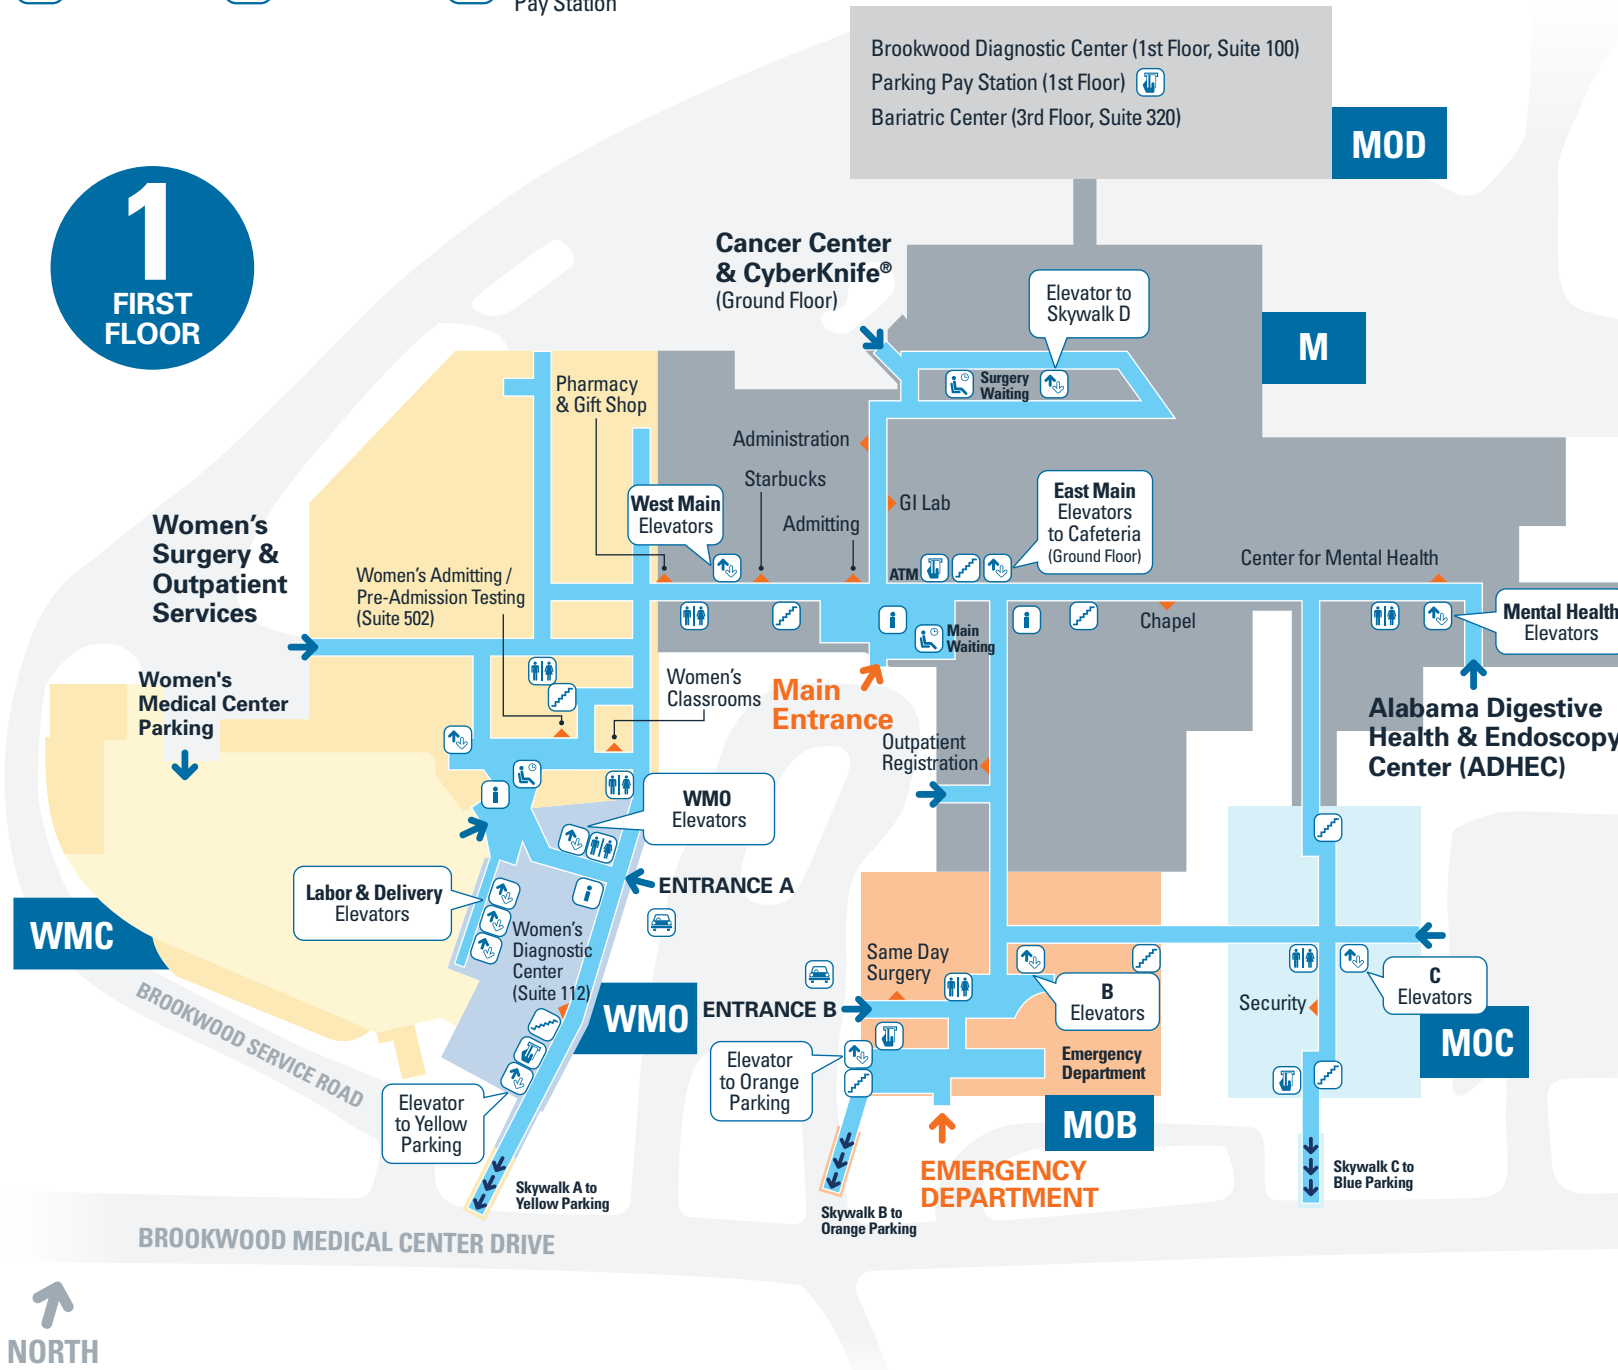 Pay Station
Brookwood Diagnostic Center (1st Floor, Suite 100)
Parking Pay Station (1st Floor)
Bariatric Center (3rd Floor, Suite 320)
MOD
1
FIRST
FLOOR
Cancer Center
& CyberKnife®
(Ground Floor)
Elevator to
Skywalk D
M
Surgery
Waiting
Pharmacy
& Gift Shop
Administration
Starbucks
West Main
Elevators
Admitting
GI Lab
East Main
Elevators
to Cafeteria
(Ground Floor)
ATM
Center for Mental Health
Women's
Surgery &
Outpatient
Services
Women's Admitting /
Pre-Admission Testing
(Suite 502)
i
Main
Waiting
i
Chapel
Mental Health
Elevators
Women's
Medical Center
Parking
Women's
Classrooms
Main
Entrance
Outpatient
Registration
Alabama Digestive
Health & Endoscopy
Center (ADHEC)
i
WMO
Elevators
Labor & Delivery
Elevators
i
ENTRANCE A
WMC
Women's
Diagnostic
Center
(Suite 112)
WMO
Same Day
Surgery
ENTRANCE B
B
Elevators
Security
C
Elevators
MOC
BROOKWOOD SERVICE ROAD
Elevator
to Yellow
Parking
Elevator
to Orange
Parking
Emergency
Department
MOB
EMERGENCY
DEPARTMENT
Skywalk A to
Yellow Parking
Skywalk B to
Orange Parking
Skywalk C to
Blue Parking
BROOKWOOD MEDICAL CENTER DRIVE
NORTH